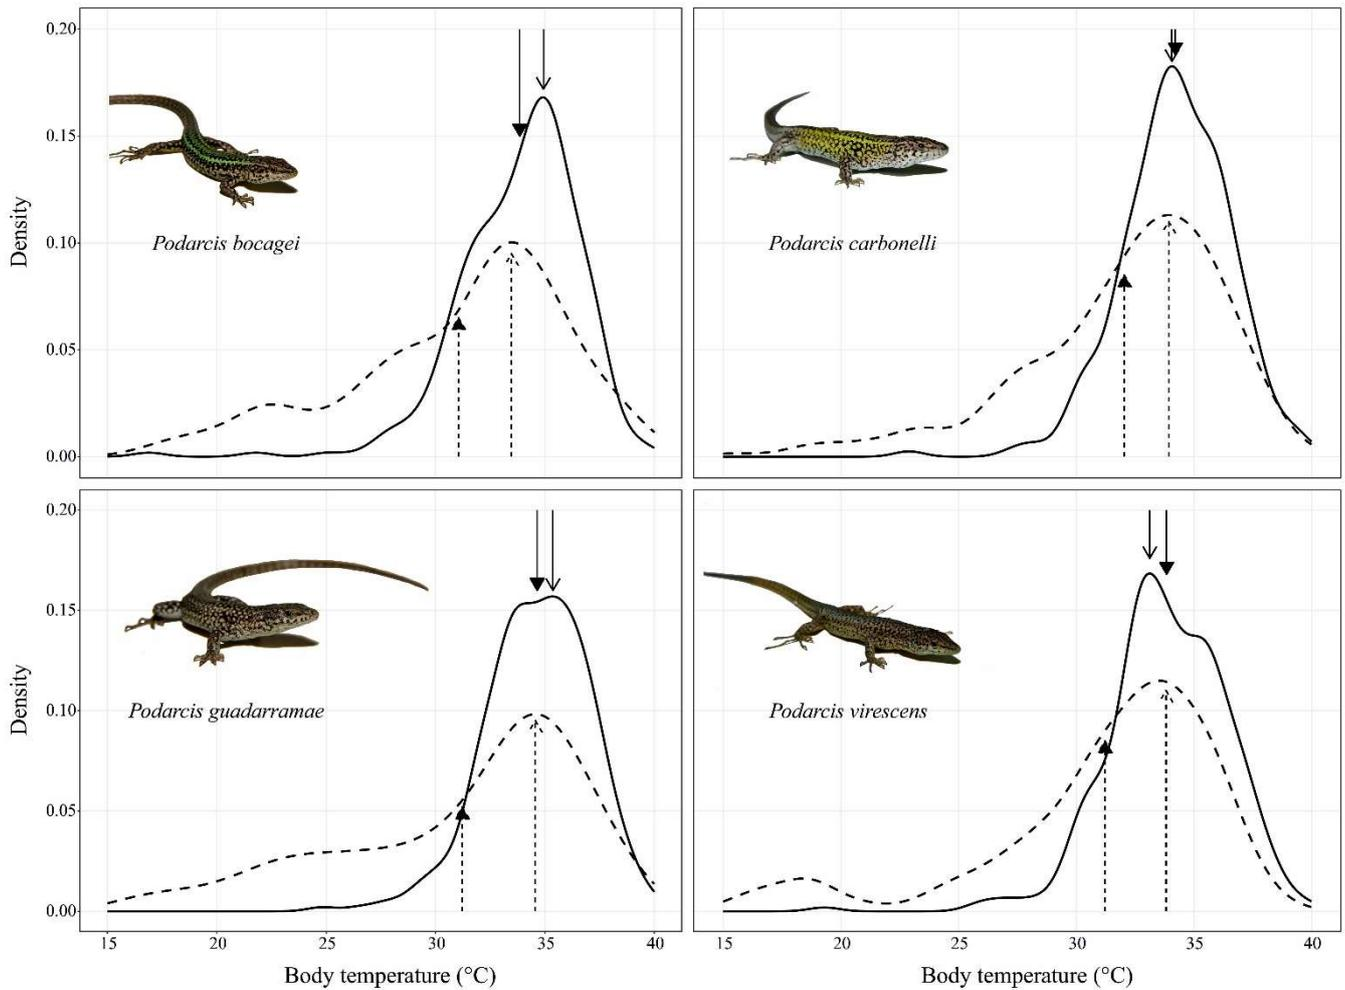 0.20
0.15
0.10
0.05
0.00
Density
Podarcis bocagei
Podarcis carbonelli
0.20
0.15
0.10
0.05
0.00
Density
Podarcis guadarramae
Podarcis virescens
15 20 25 30 35 40
15 20 25 30 35 40
Body temperature (°C)
Body temperature (°C)